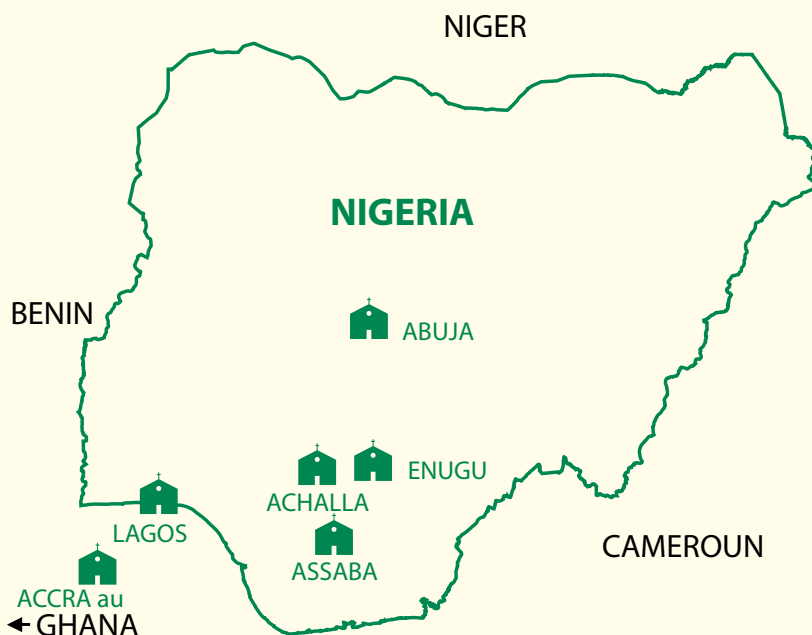 NIGER
NIGERIA
BENIN
ABUJA
ENUGU
ACHALLA
LAGOS
ASSABA
CAMEROUN
ACCRA au
GHANA